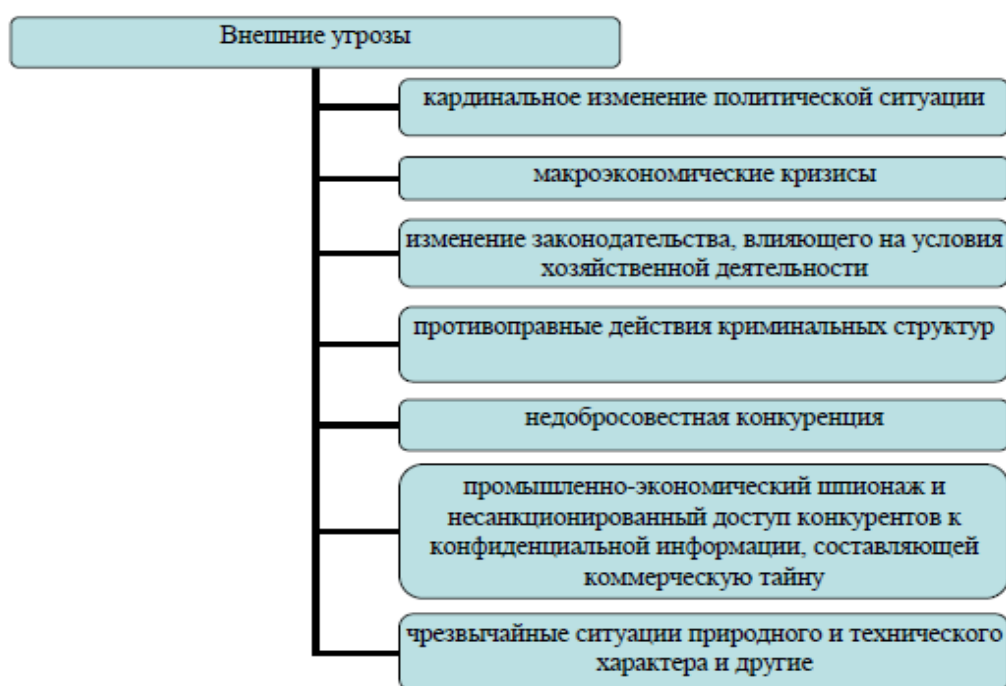 Внешние угрозы
кардинальное изменение политической ситуации
макроэкономические кризисы
изменение законодательства, влияющего на условия
хозяйственной деятельности
противоправные действия криминальных структур
недобросовестная конкуренция
промышленно-экономический шпионаж и
несанкционированный доступ конкурентов к
конфиденциальной информации, составляющей
коммерческую тайну
чрезвычайные ситуации природного и технического
характера и другие